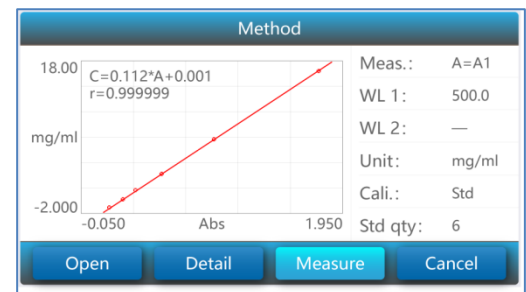 Method
18.00
C=0.112*A+0.001
r=0.999999
mg/ml
-2.000
-0.050 Abs 1.950
Meas.: A=A1
WL 1: 500.0
WL 2: —
Unit: mg/ml
Cali.: Std
Std qty: 6
Open Detail Measure Cancel